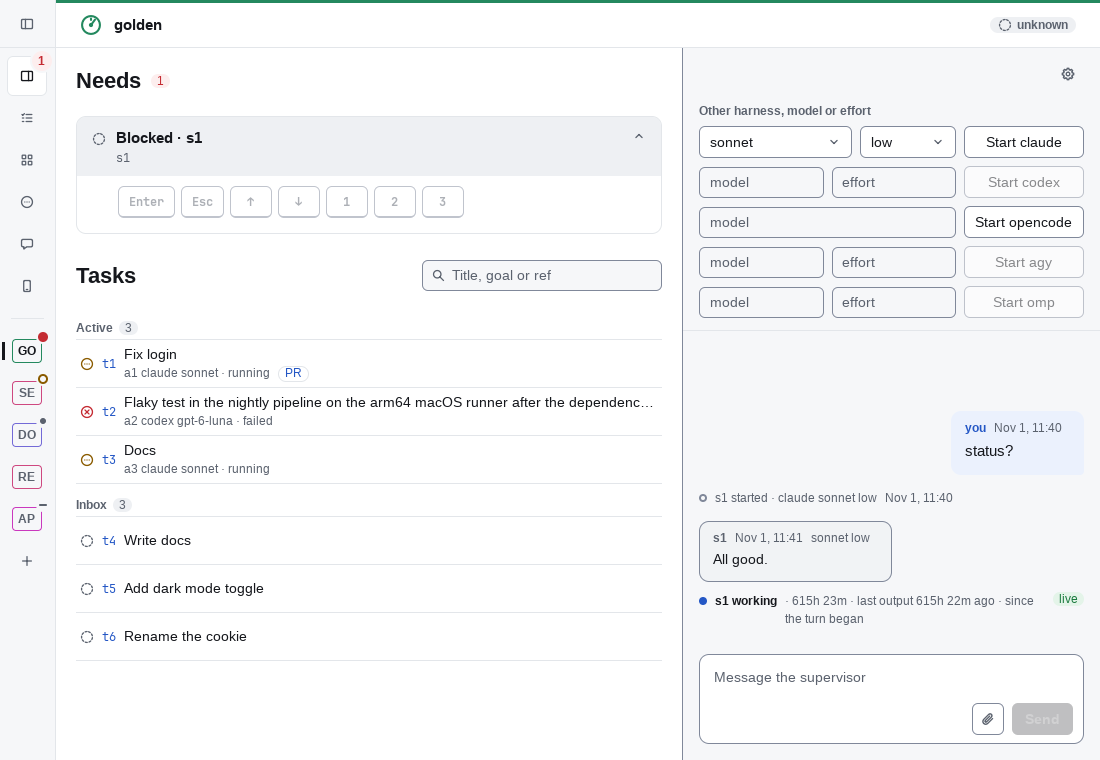 golden
unknown
1
Needs 1
Blocked · s1
s1
Enter Esc ↑ ↓ 1 2 3
Tasks
Title, goal or ref
Active 3
t1 Fix login
a1 claude sonnet · running PR
t2 Flaky test in the nightly pipeline on the arm64 macOS runner after the dependenc…
a2 codex gpt-6-luna · failed
t3 Docs
a3 claude sonnet · running
Inbox 3
t4 Write docs
t5 Add dark mode toggle
t6 Rename the cookie
GO
SE
DO
RE
AP
Other harness, model or effort
sonnet low Start claude
model effort Start codex
model Start opencode
model effort Start agy
model effort Start omp
you Nov 1, 11:40
status?
s1 started · claude sonnet low Nov 1, 11:40
s1 Nov 1, 11:41 sonnet low
All good.
s1 working · 615h 23m · last output 615h 22m ago · since live
the turn began
Message the supervisor
Send